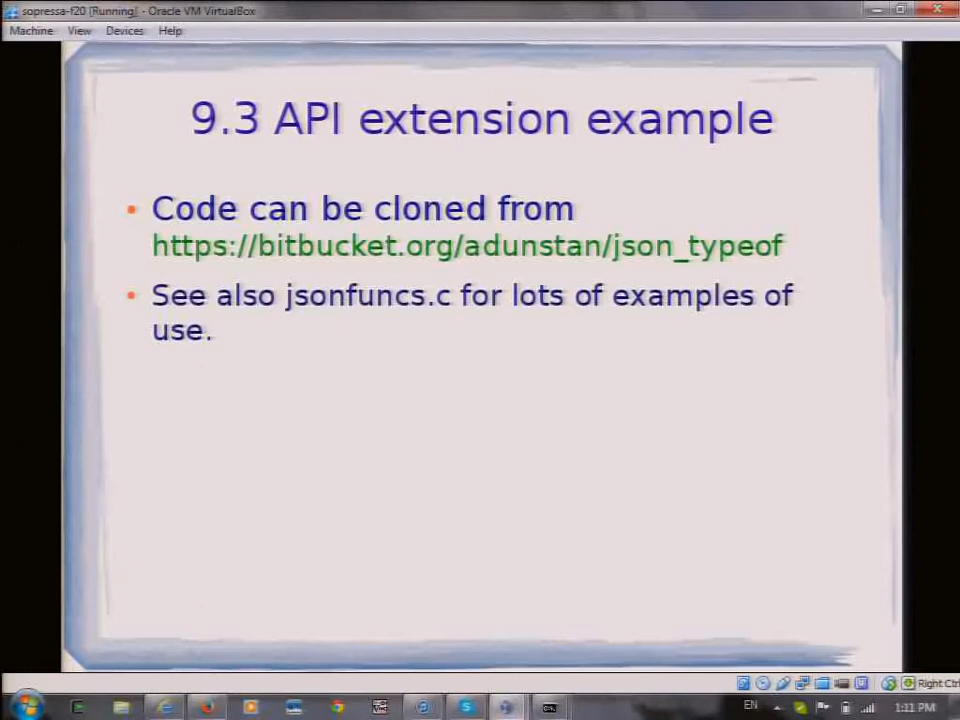 sopressa-f20 [Running] - Oracle VM VirtualBox
Machine View Devices Help
9.3 API extension example
• Code can be cloned from
https://bitbucket.org/adunstan/json_typeof
• See also jsonfuncs.c for lots of examples of
use.
Right Ctrl
EN
1:11 PM